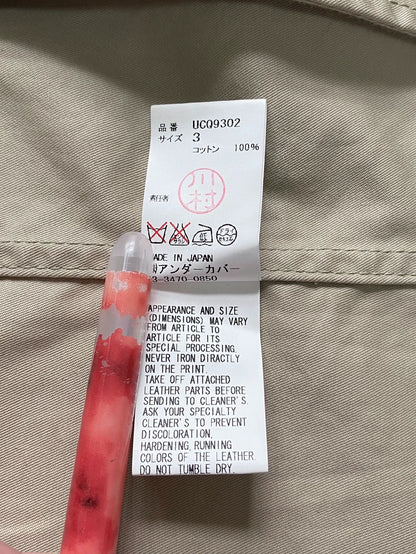 品番 UCQ9302
サイズ 3
コットン 100%
責任者
川村
MADE IN JAPAN
㈱アンダーカバー
3-3470-0850
APPEARANCE AND SIZE
(DIMENSIONS) MAY VARY
FROM ARTICLE TO
ARTICLE FOR ITS
SPECIAL PROCESSING.
NEVER IRON DIRACTLY
ON THE PRINT.
TAKE OFF ATTACHED
LEATHER PARTS BEFORE
SENDING TO CLEANER'S.
ASK YOUR SPECIALTY
CLEANER'S TO PREVENT
DISCOLORATION,
HARDENING,RUNNING
COLORS OF THE LEATHER.
DO NOT TUMBLE DRY.